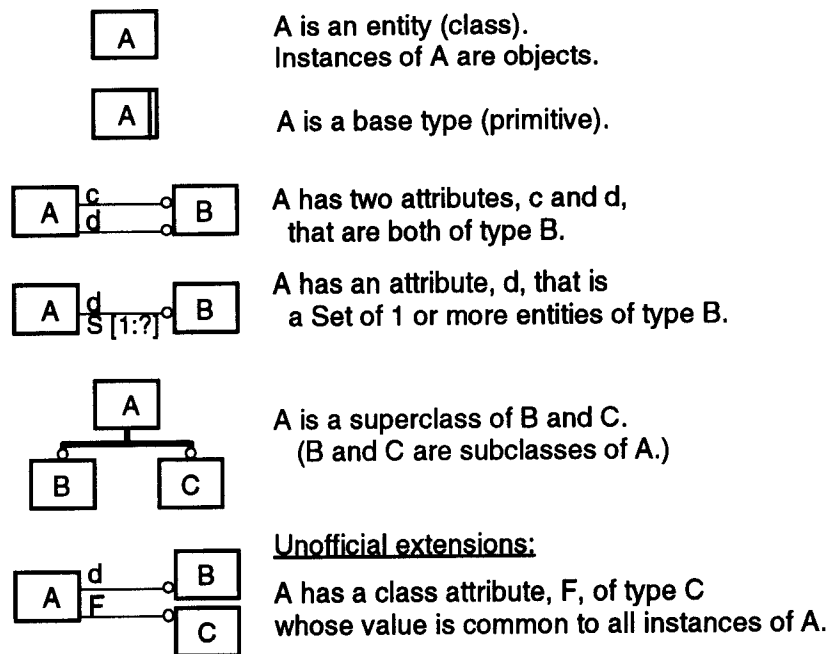 A
A is an entity (class).
Instances of A are objects.
A
A is a base type (primitive).
A
c
d
B
A has two attributes, c and d,
that are both of type B.
A
d
S [1:?]
B
A has an attribute, d, that is
a Set of 1 or more entities of type B.
A
B
C
A is a superclass of B and C.
(B and C are subclasses of A.)
Unofficial extensions:
A
d
F
B
C
A has a class attribute, F, of type C
whose value is common to all instances of A.